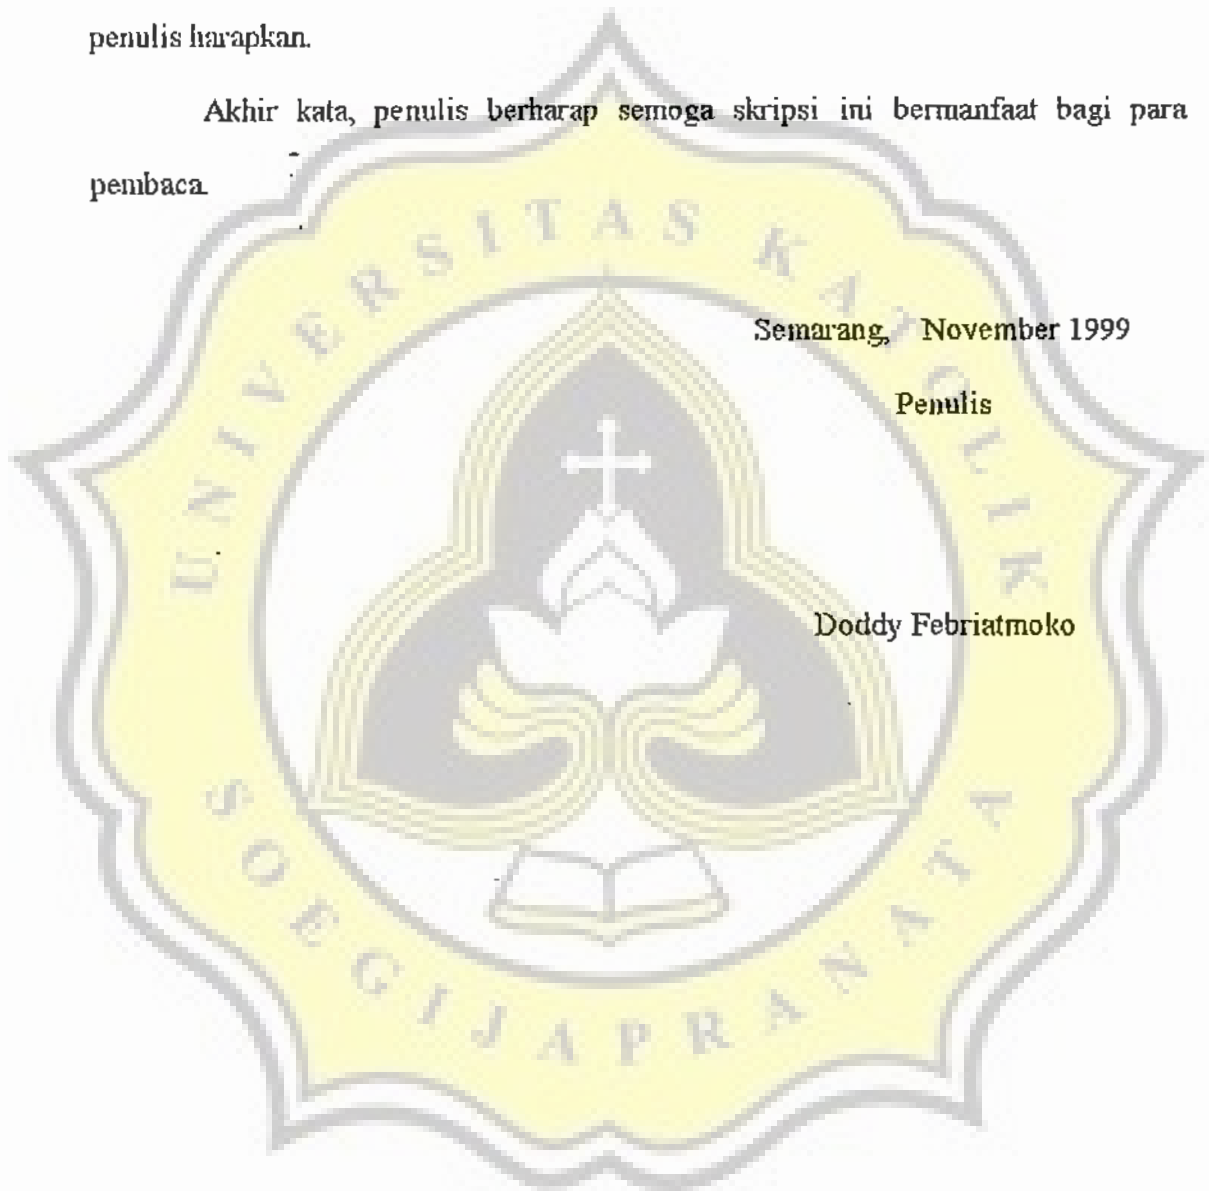 penulis harapkan.
Akhir kata, penulis berharap semoga skripsi ini bermanfaat bagi para
pembaca.
Semarang, November 1999
Penulis
Doddy Febriatmoko
UNIVERSITAS KATOLIK
SOEGIJAPRANATA